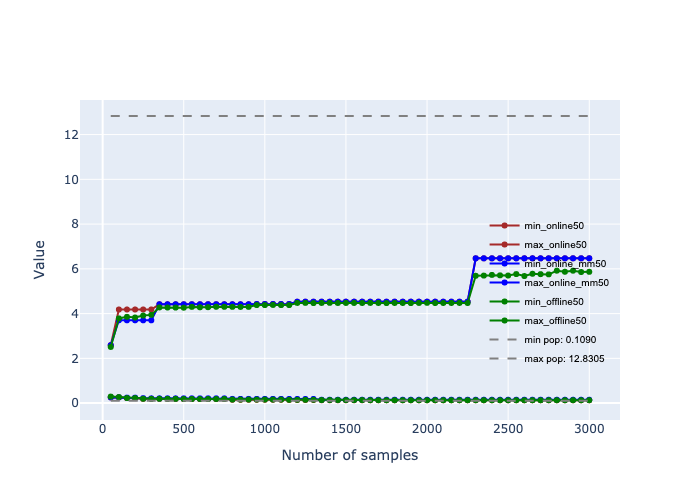 12
10
8
6
4
2
0
Value
0
500
1000
1500
2000
2500
3000
Number of samples
min_online50
max_online50
min_online_mm50
max_online_mm50
min_offline50
max_offline50
min pop: 0.1090
max pop: 12.8305